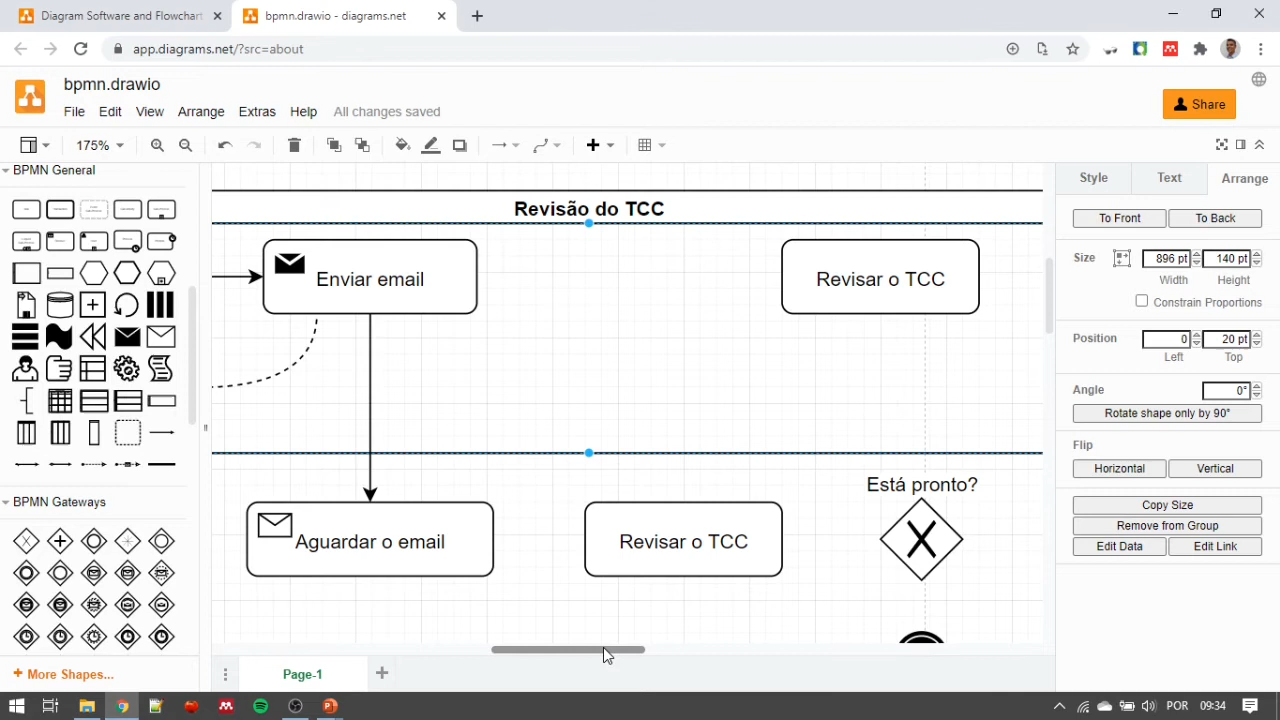 Diagram Software and Flowchart
bpmn.drawio - diagrams.net
app.diagrams.net/?src=about
bpmn.drawio
File Edit View Arrange Extras Help All changes saved
Share
175%
BPMN General
Style Text Arrange
Revisão do TCC
To Front To Back
Enviar email
Revisar o TCC
Size 896 pt 140 pt
Width Height
Constrain Proportions
Position 0 20 pt
Left Top
Angle 0°
Rotate shape only by 90°
Flip
Horizontal Vertical
Está pronto?
Copy Size
Remove from Group
Edit Data Edit Link
BPMN Gateways
Aguardar o email
Revisar o TCC
+ More Shapes...
Page-1
POR 09:34